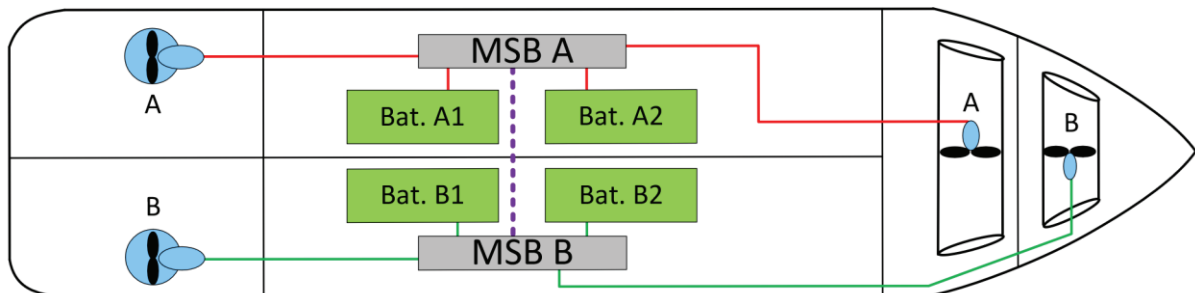 MSB A
A
Bat. A1
Bat. A2
A
B
Bat. B1
Bat. B2
B
MSB B